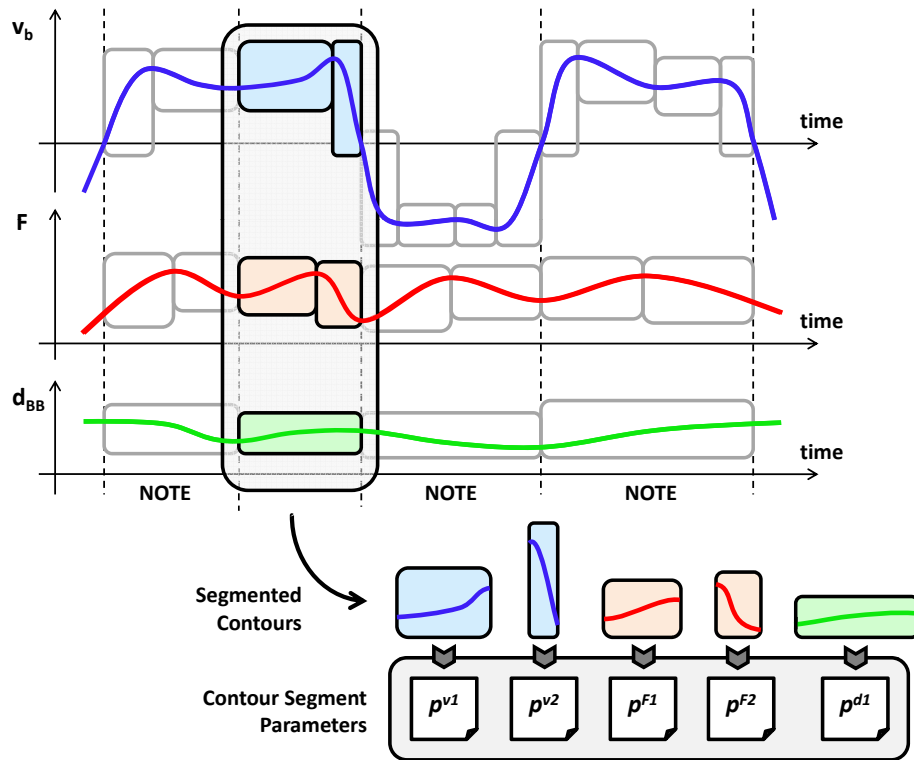 v_b
time
F
time
d_BB
time
NOTE NOTE NOTE
Segmented
Contours
Contour Segment
Parameters
p^v1 p^v2 p^F1 p^F2 p^d1